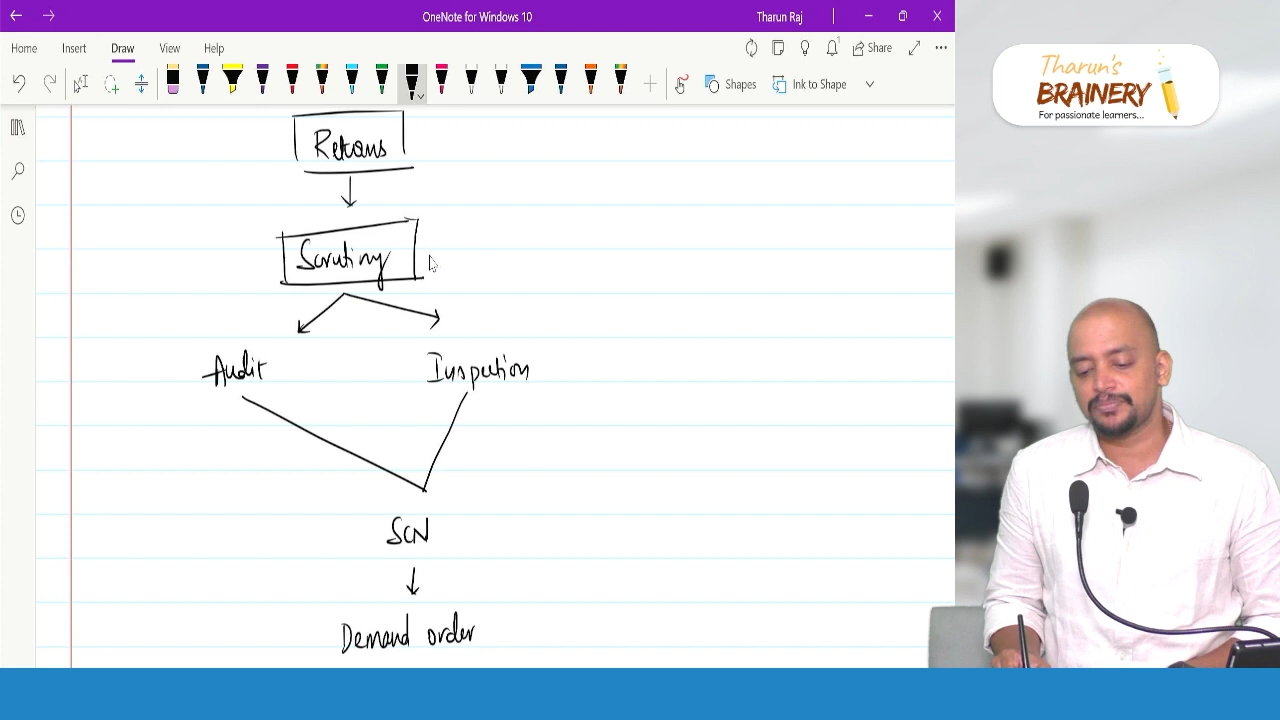 OneNote for Windows 10
Tharun Raj
Home Insert Draw View Help
Share
Shapes
Ink to Shape
Tharun's
BRAINERY
For passionate learners...
Returns
Scrutiny
Audit
Inspection
SCN
Demand order